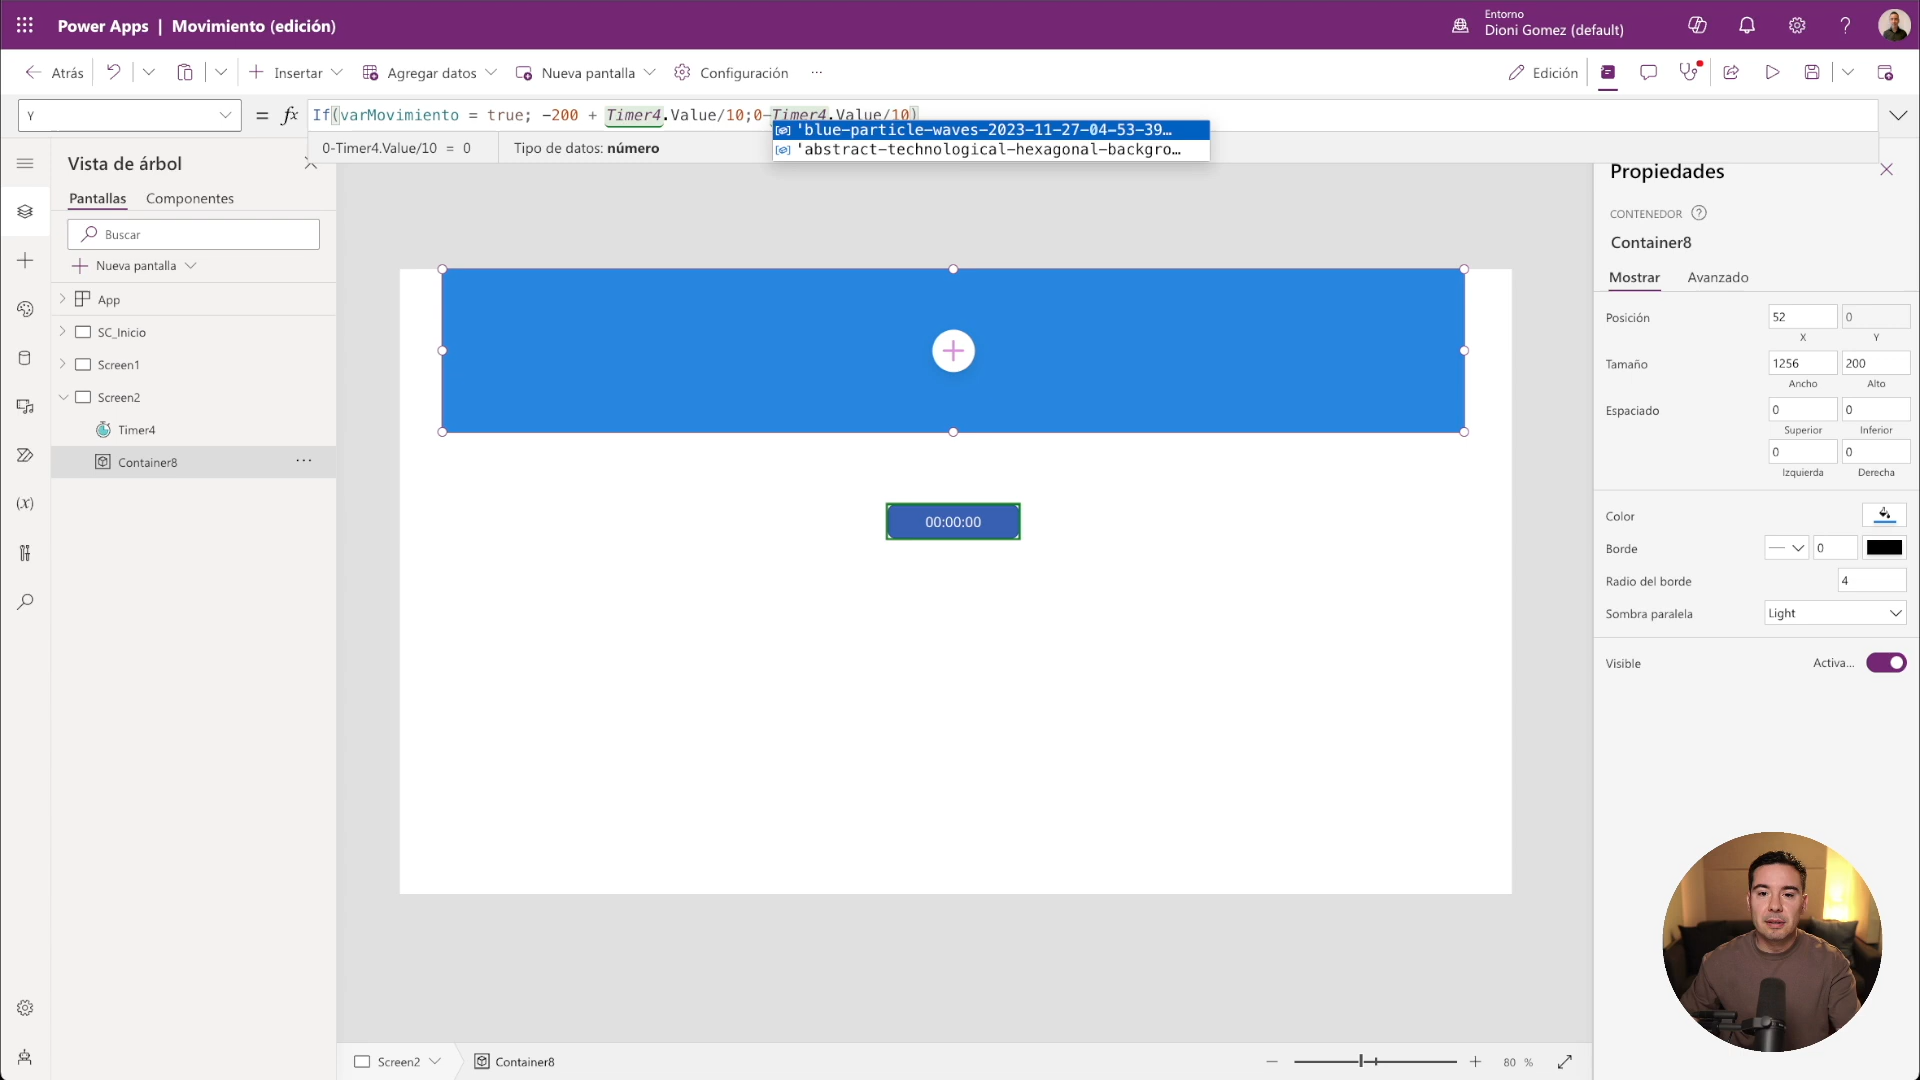 Power Apps | Movimiento (edición)
Entorno
Dioni Gomez (default)
Atrás
Insertar
Agregar datos
Nueva pantalla
Configuración
Edición
Y
= fx
If(varMovimiento = true; -200 + Timer4.Value/10;0-Timer4.Value/10)
0-Timer4.Value/10 = 0
Tipo de datos: número
'blue-particle-waves-2023-11-27-04-53-39…
'abstract-technological-hexagonal-backgro…
Vista de árbol
Pantallas
Componentes
Buscar
Nueva pantalla
App
SC_Inicio
Screen1
Screen2
Timer4
Container8
00:00:00
Propiedades
CONTENEDOR
Container8
Mostrar
Avanzado
Posición
52
0
X
Y
Tamaño
1256
200
Ancho
Alto
Espaciado
0
0
Superior
Inferior
0
0
Izquierda
Derecha
Color
Borde
0
Radio del borde
4
Sombra paralela
Light
Visible
Activa...
Screen2
Container8
80 %